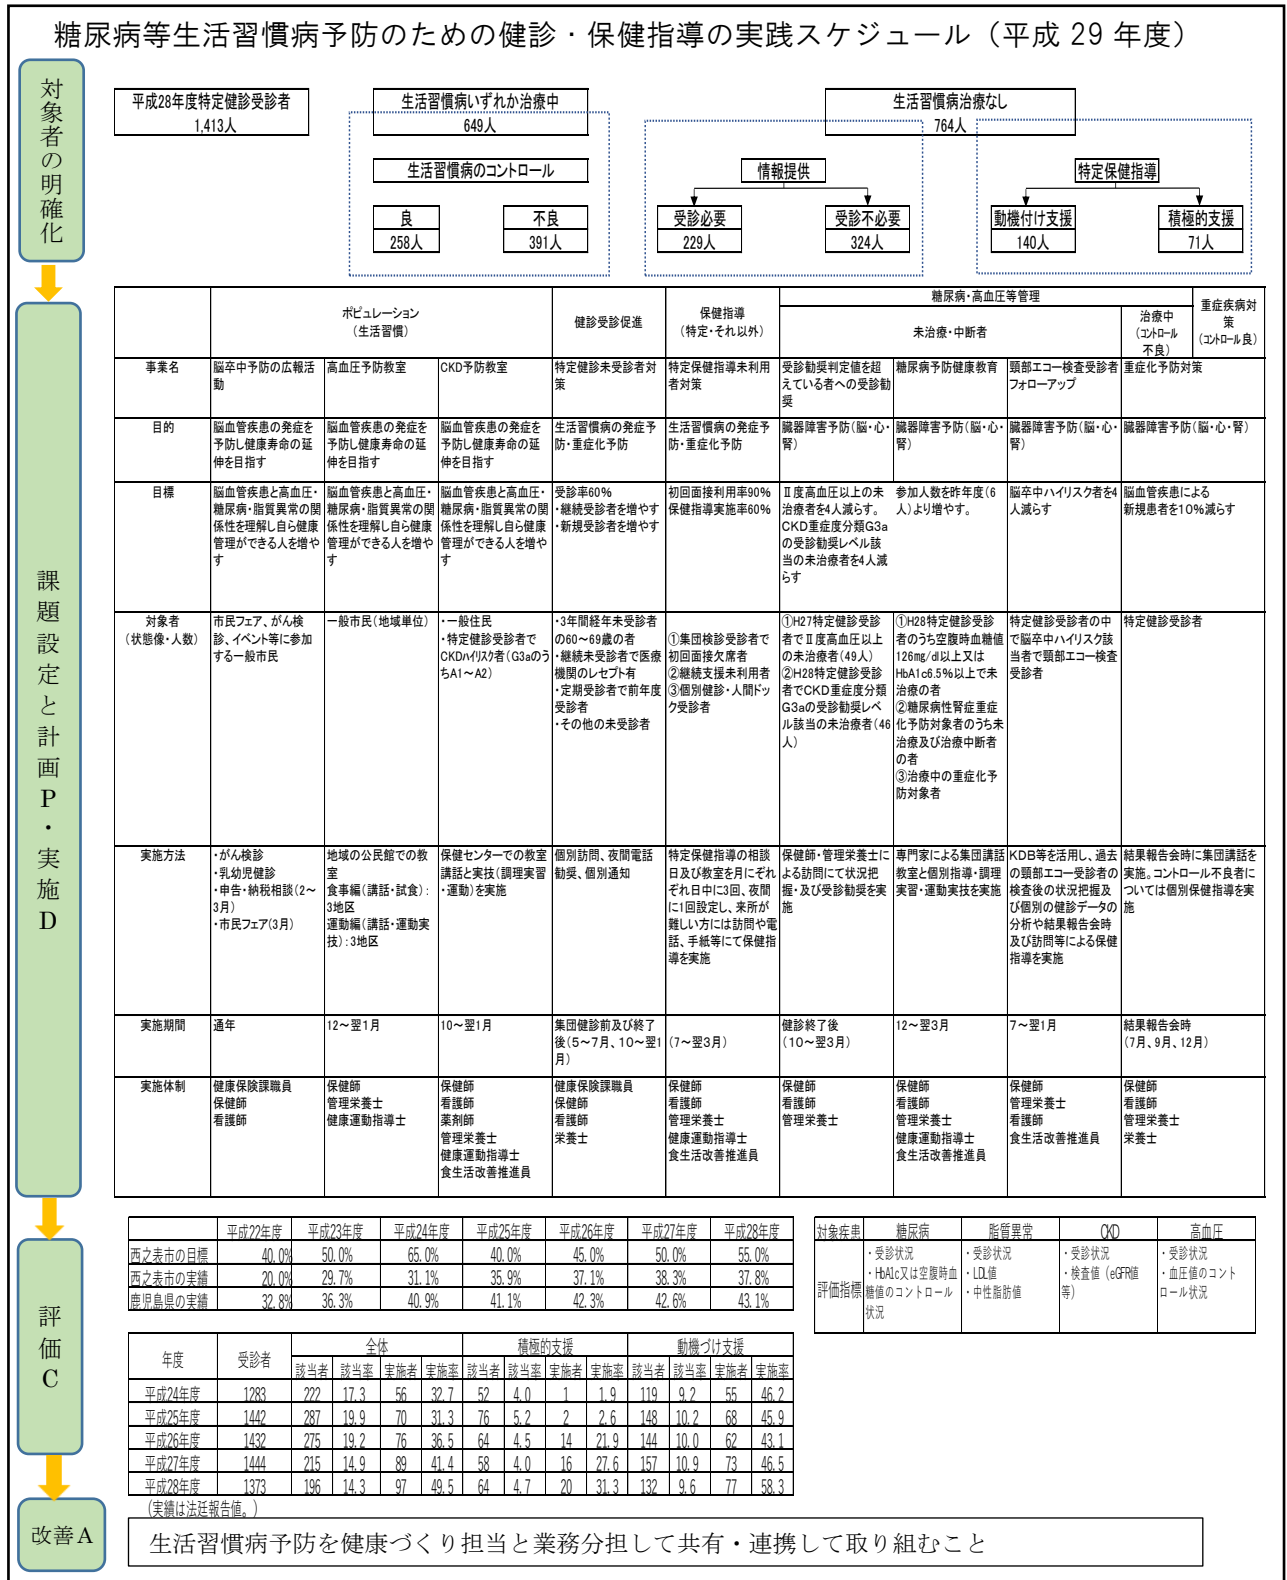 糖尿病等生活習慣病予防のための健診・保健指導の実践スケジュール（平成 29 年度）
対象者の明確化
平成28年度特定健診受診者
1,413人
生活習慣病いずれか治療中
649人
生活習慣病治療なし
764人
生活習慣病のコントロール
情報提供
特定保健指導
良
258人
不良
391人
受診必要
229人
受診不必要
324人
動機付け支援
140人
積極的支援
71人
課題設定と計画P・実施D
ポピュレーション
（生活習慣）
健診受診促進
保健指導
（特定・それ以外）
糖尿病・高血圧等管理
未治療・中断者
治療中
（コントロール
不良）
重症疾病対
策
（コントロール良）
事業名
脳卒中予防の広報活
動
高血圧予防教室
CKD予防教室
特定健診未受診者対
策
特定保健指導未利用
者対策
受診勧奨判定値を超
えている者への受診勧
奨
糖尿病予防健康教育
頸部エコー検査受診者
フォローアップ
重症化予防対策
目的
脳血管疾患の発症を
予防し健康寿命の延
伸を目指す
脳血管疾患の発症を
予防し健康寿命の延
伸を目指す
脳血管疾患の発症を
予防し健康寿命の延
伸を目指す
生活習慣病の発症予
防・重症化予防
生活習慣病の発症予
防・重症化予防
臓器障害予防（脳・心・
腎）
臓器障害予防（脳・心・
腎）
臓器障害予防（脳・心・
腎）
臓器障害予防（脳・心・腎）
目標
脳血管疾患と高血圧・
糖尿病・脂質異常の関
係性を理解し自ら健康
管理ができる人を増や
す
脳血管疾患と高血圧・
糖尿病・脂質異常の関
係性を理解し自ら健康
管理ができる人を増や
す
脳血管疾患と高血圧・
糖尿病・脂質異常の関
係性を理解し自ら健康
管理ができる人を増や
す
受診率60％
・継続受診者を増やす
・新規受診者を増やす
初回面接利用率90％
保健指導実施率60％
Ⅱ度高血圧以上の未
治療者を4人減らす。
CKD重症度分類G3a
の受診勧奨レベル該
当の未治療者を4人減
らす
参加人数を昨年度（6
人）より増やす。
脳卒中ハイリスク者を4
人減らす
脳血管疾患による
新規患者を10％減らす
対象者
（状態像・人数）
市民フェア、がん検
診、イベント等に参加
する一般市民
一般市民（地域単位）
・一般住民
・特定健診受診者で
CKDハイリスク者（G3aのう
ちA1～A2）
・3年間経年未受診者
の60～69歳の者
・継続未受診者で医療
機関のレセプト有
・定期受診者で前年度
受診者
・その他の未受診者
①集団検診受診者で
初回面接欠席者
②継続支援未利用者
③個別健診・人間ドッ
ク受診者
①H27特定健診受診
者でⅡ度高血圧以上
の未治療者（49人）
②H28特定健診受診
者でCKD重症度分類
G3aの受診勧奨レベ
ル該当の未治療者（46
人）
①H28特定健診受診
者のうち空腹時血糖値
126㎎/dl以上又は
HbA1c6.5％以上で未
治療の者
②糖尿病性腎症重症
化予防対象者のうち未
治療及び治療中断者
の者
③治療中の重症化予
防対象者
特定健診受診者の中
で脳卒中ハイリスク該
当者で頸部エコー検査
受診者
特定健診受診者
実施方法
・がん検診
・乳幼児健診
・申告・納税相談（2～
3月）
・市民フェア（3月）
地域の公民館での教
室
食事編（講話・試食）：
3地区
運動編（講話・運動実
技）：3地区
保健センターでの教室
講話と実技（調理実習
・運動）を実施
個別訪問、夜間電話
勧奨、個別通知
特定保健指導の相談
日及び教室を月にぞれ
ぞれ日中に3回、夜間
に1回設定し、来所が
難しい方には訪問や電
話、手紙等にて保健指
導を実施
保健師・管理栄養士に
よる訪問にて状況把
握・及び受診勧奨を実
施
専門家による集団講話
教室と個別指導・調理
実習・運動実技を実施
KDB等を活用し、過去
の頸部エコー受診者の
検査後の状況把握及
び個別の健診データの
分析や結果報告会時
及び訪問等による保健
指導を実施
結果報告会時に集団講話を
実施。コントロール不良者に
ついては個別保健指導を実
施
実施期間
通年
12～翌1月
10～翌1月
集団健診前及び終了
後（5～7月、10～翌1
月）
（7～翌3月）
健診終了後
（10～翌3月）
12～翌3月
7～翌1月
結果報告会時
（7月、9月、12月）
実施体制
健康保険課職員
保健師
看護師
保健師
管理栄養士
健康運動指導士
保健師
看護師
薬剤師
管理栄養士
健康運動指導士
食生活改善推進員
健康保険課職員
保健師
看護師
栄養士
保健師
看護師
管理栄養士
健康運動指導士
食生活改善推進員
保健師
看護師
管理栄養士
保健師
看護師
管理栄養士
健康運動指導士
食生活改善推進員
保健師
管理栄養士
看護師
食生活改善推進員
保健師
看護師
管理栄養士
栄養士
評価C
平成22年度 平成23年度 平成24年度 平成25年度 平成26年度 平成27年度 平成28年度
西之表市の目標 40.0% 50.0% 65.0% 40.0% 45.0% 50.0% 55.0%
西之表市の実績 20.0% 29.7% 31.1% 35.9% 37.1% 38.3% 37.8%
鹿児島県の実績 32.8% 36.3% 40.9% 41.1% 42.3% 42.6% 43.1%
対象疾患 糖尿病 脂質異常 CKD 高血圧
評価指標
・受診状況
・HbA1c又は空腹時血
糖値のコントロール
状況
・受診状況
・LDL値
・中性脂肪値
・受診状況
・検査値（eGFR値
等）
・受診状況
・血圧値のコント
ロール状況
年度 受診者 全体 積極的支援 動機づけ支援
該当者 該当率 実施者 実施率 該当者 該当率 実施者 実施率 該当者 該当率 実施者 実施率
平成24年度 1283 222 17.3 56 32.7 52 4.0 1 1.9 119 9.2 55 46.2
平成25年度 1442 287 19.9 70 31.3 76 5.2 2 2.6 148 10.2 68 45.9
平成26年度 1432 275 19.2 76 36.5 64 4.5 14 21.9 144 10.0 62 43.1
平成27年度 1444 215 14.9 89 41.4 58 4.0 16 27.6 157 10.9 73 46.5
平成28年度 1373 196 14.3 97 49.5 64 4.7 20 31.3 132 9.6 77 58.3
（実績は法廷報告値。）
改善A
生活習慣病予防を健康づくり担当と業務分担して共有・連携して取り組むこと